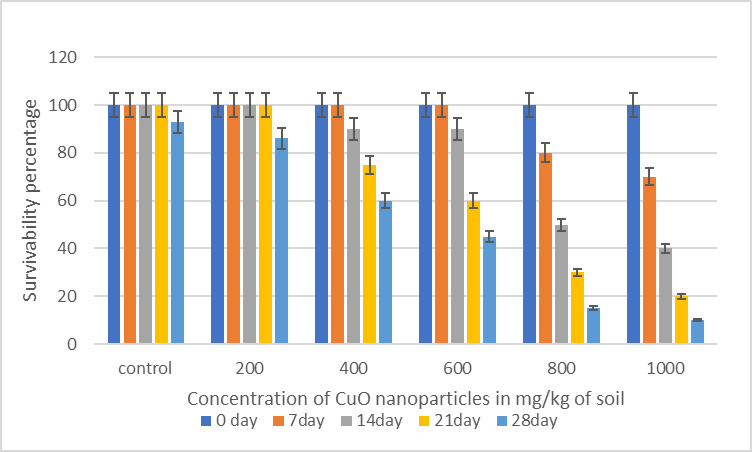 120
100
80
60
40
20
0
Survivability percentage
control 200 400 600 800 1000
Concentration of CuO nanoparticles in mg/kg of soil
0 day 7day 14day 21day 28day